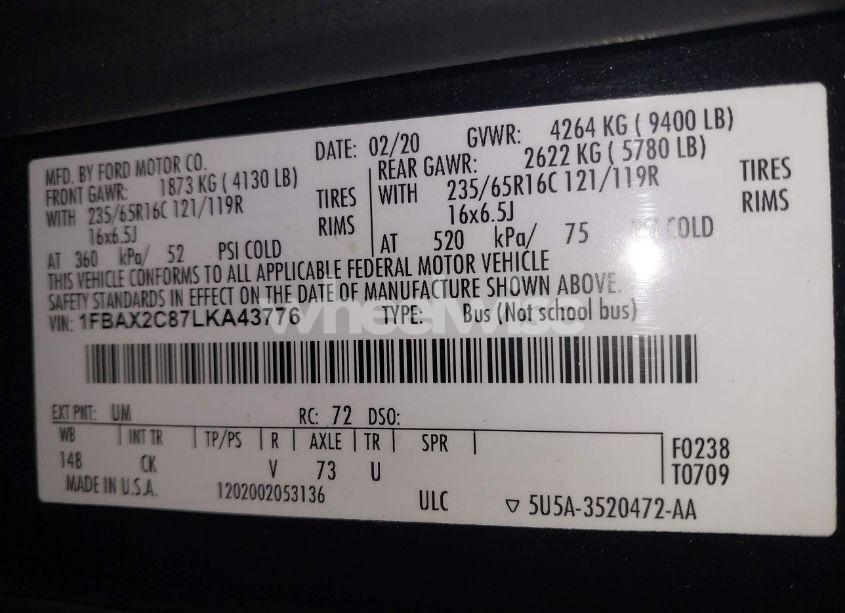 MFD. BY FORD MOTOR CO. DATE: 02/20 GVWR: 4264 KG ( 9400 LB)
FRONT GAWR: 1873 KG ( 4130 LB) REAR GAWR: 2622 KG ( 5780 LB)
WITH 235/65R16C 121/119R TIRES WITH 235/65R16C 121/119R TIRES
16x6.5J RIMS 16x6.5J RIMS
AT 360 kPa/ 52 PSI COLD AT 520 kPa/ 75 PSI COLD
THIS VEHICLE CONFORMS TO ALL APPLICABLE FEDERAL MOTOR VEHICLE
SAFETY STANDARDS IN EFFECT ON THE DATE OF MANUFACTURE SHOWN ABOVE.
VIN: 1FBAX2C87LKA43776 TYPE: Bus (Not school bus)
wheelwise
EXT PNT: UM RC: 72 DSO:
WB INT TR TP/PS R AXLE TR SPR F0238
148 CK V 73 U T0709
MADE IN U.S.A. 1202002053136 ULC ▽ 5U5A-3520472-AA